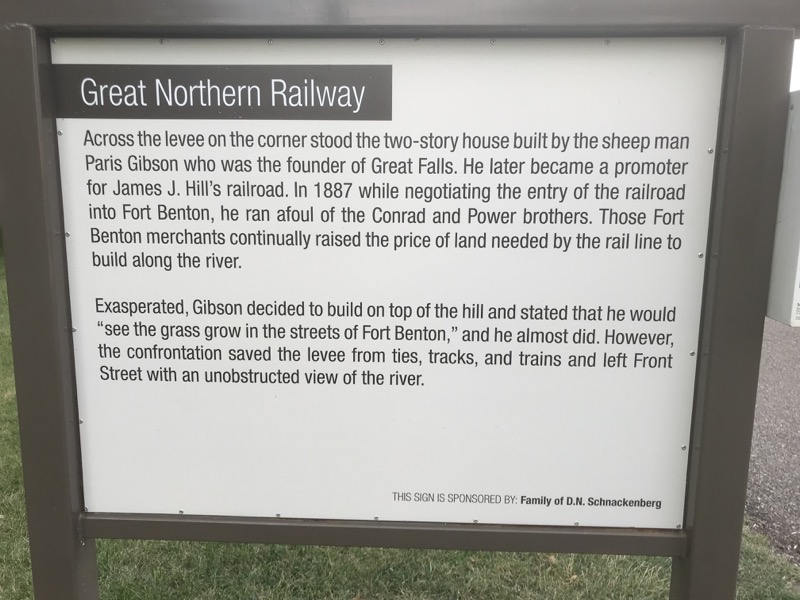 Great Northern Railway
Across the levee on the corner stood the two-story house built by the sheep man
Paris Gibson who was the founder of Great Falls. He later became a promoter
for James J. Hill's railroad. In 1887 while negotiating the entry of the railroad
into Fort Benton, he ran afoul of the Conrad and Power brothers. Those Fort
Benton merchants continually raised the price of land needed by the rail line to
build along the river.
Exasperated, Gibson decided to build on top of the hill and stated that he would
“see the grass grow in the streets of Fort Benton,” and he almost did. However,
the confrontation saved the levee from ties, tracks, and trains and left Front
Street with an unobstructed view of the river.
THIS SIGN IS SPONSORED BY: Family of D.N. Schnackenberg